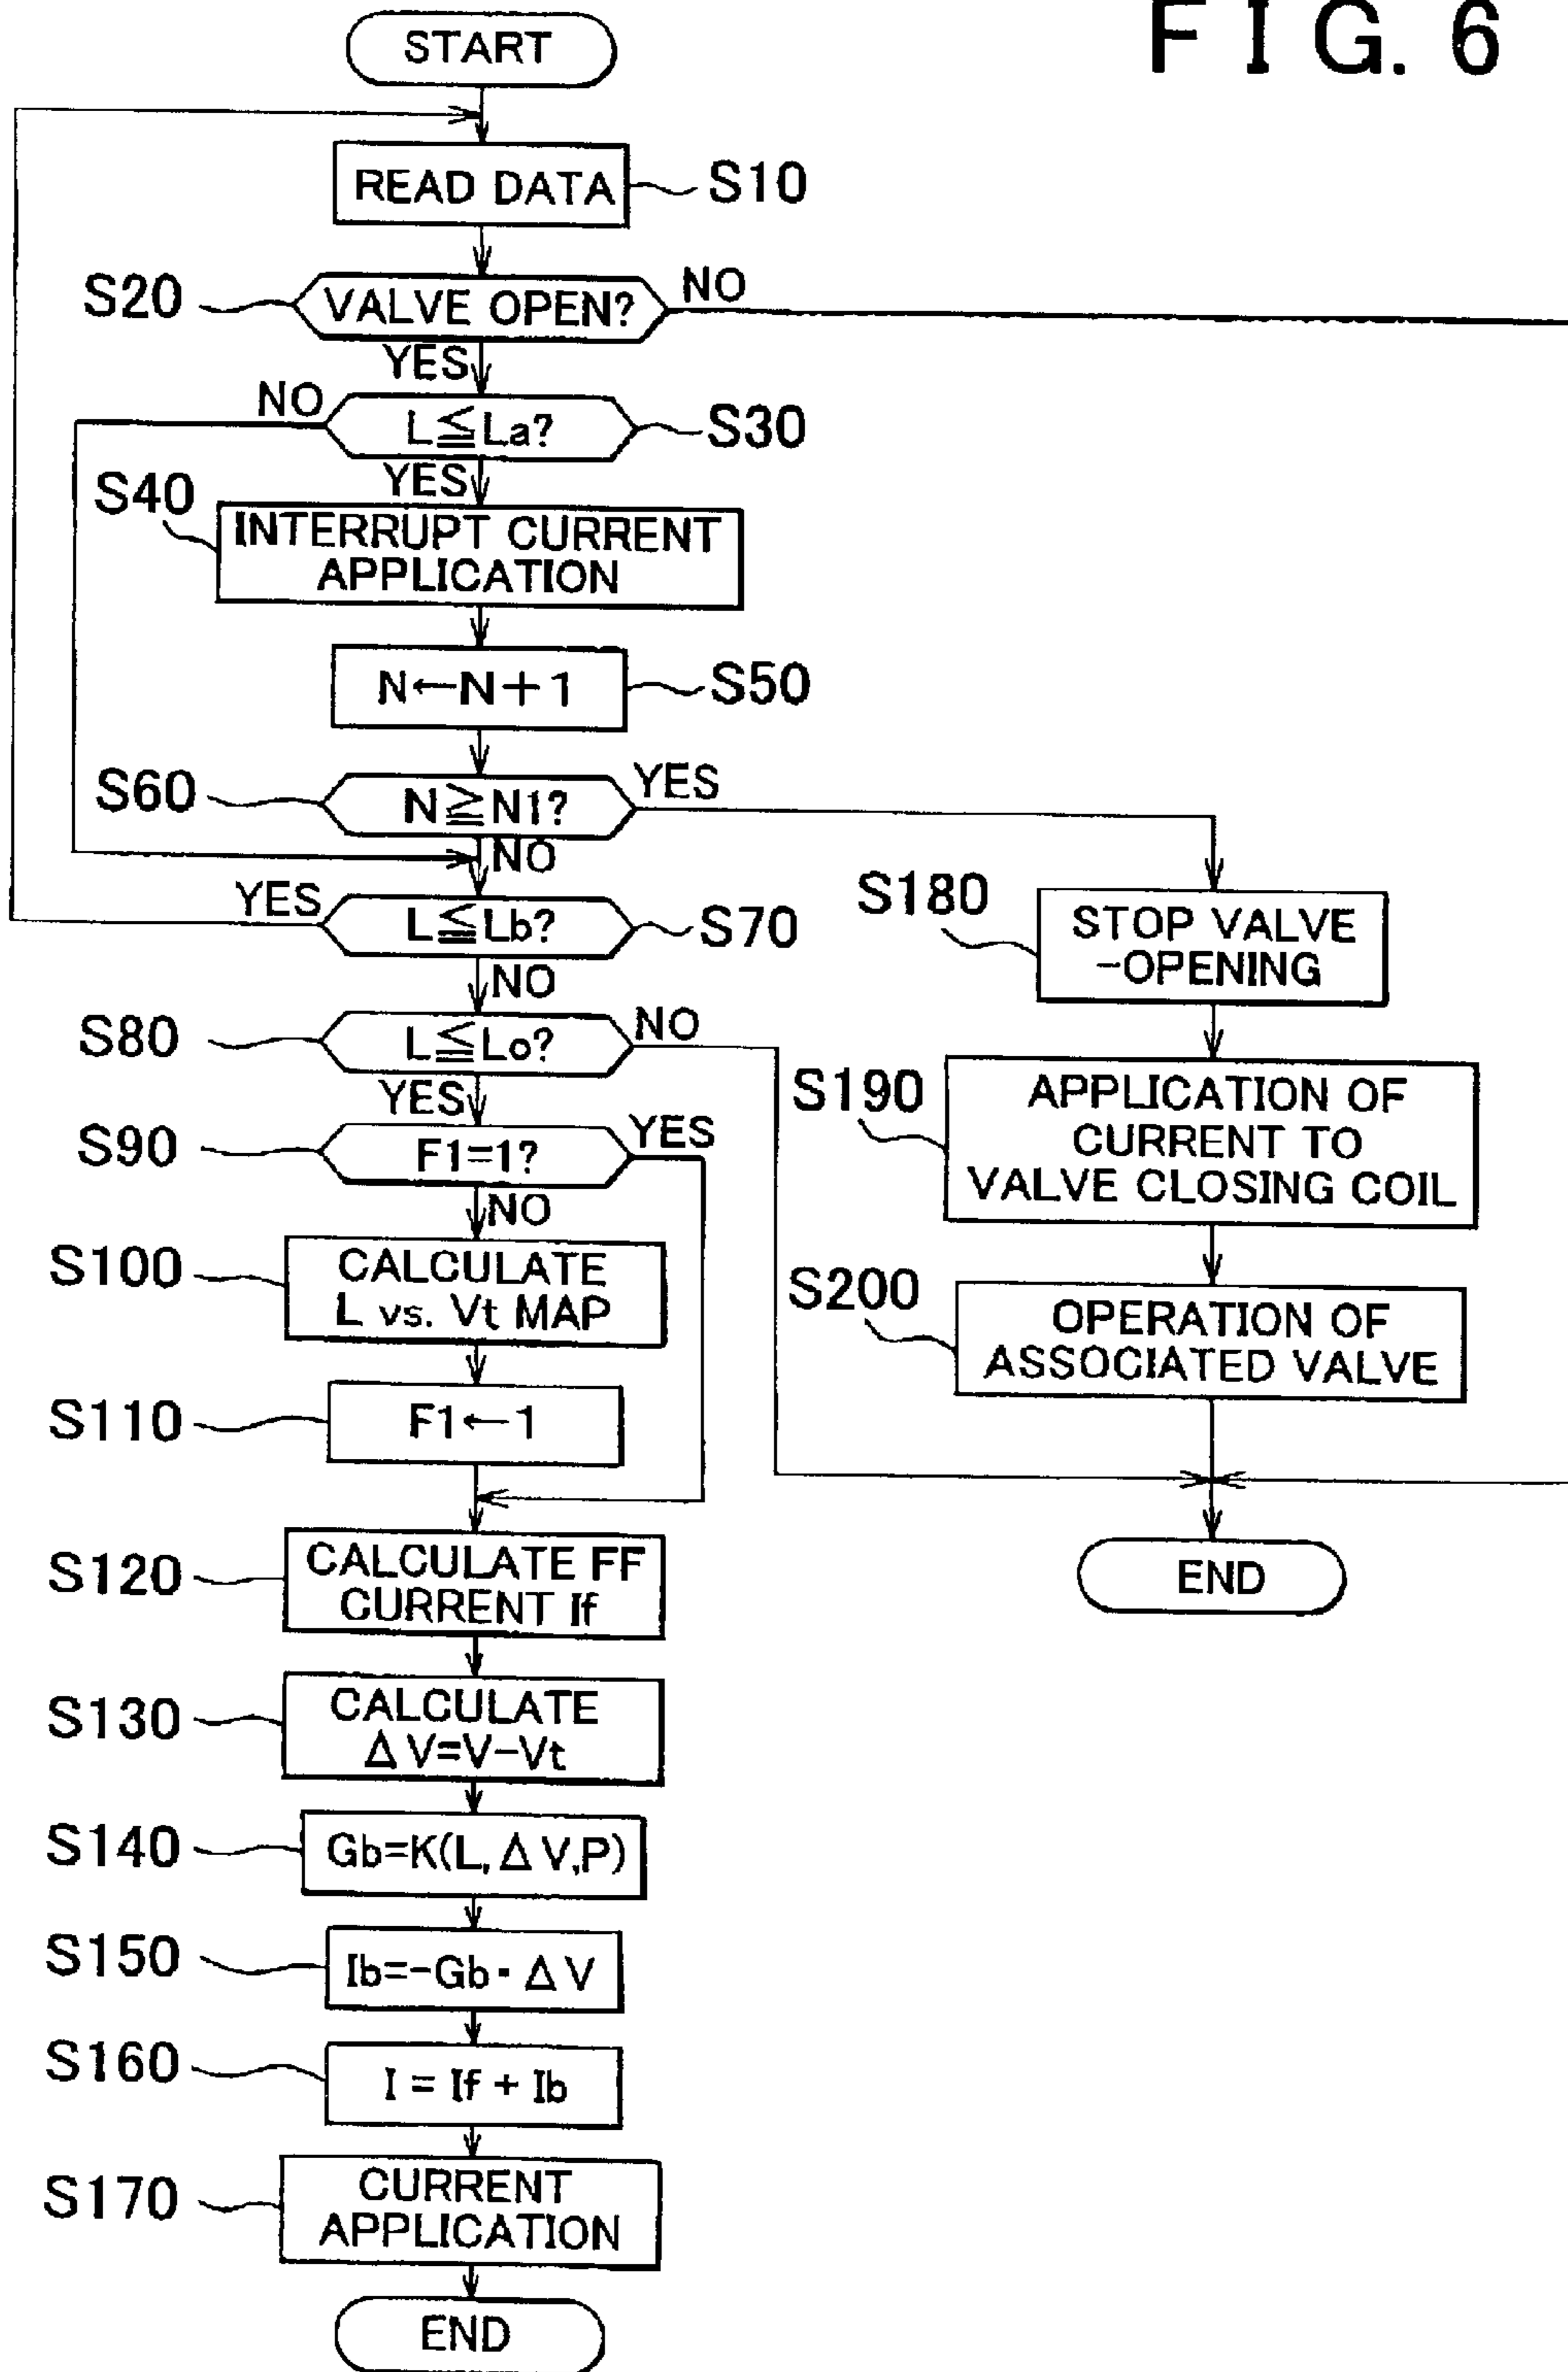 FIG. 6
START
READ DATA
S10
S20
VALVE OPEN?
NO
YES
NO
L≦La?
S30
YES
S40
INTERRUPT CURRENT
APPLICATION
N←N+1
S50
S60
N≧N1?
YES
NO
YES
L≦Lb?
S70
NO
S80
L≦Lo?
NO
YES
S90
F1=1?
YES
NO
S100
CALCULATE
L vs. Vt MAP
S110
F1←1
S120
CALCULATE FF
CURRENT If
S130
CALCULATE
ΔV=V-Vt
S140
Gb=K(L, ΔV,P)
S150
Ib=-Gb・ΔV
S160
I = If + Ib
S170
CURRENT
APPLICATION
END
S180
STOP VALVE
-OPENING
S190
APPLICATION OF
CURRENT TO
VALVE CLOSING COIL
S200
OPERATION OF
ASSOCIATED VALVE
END